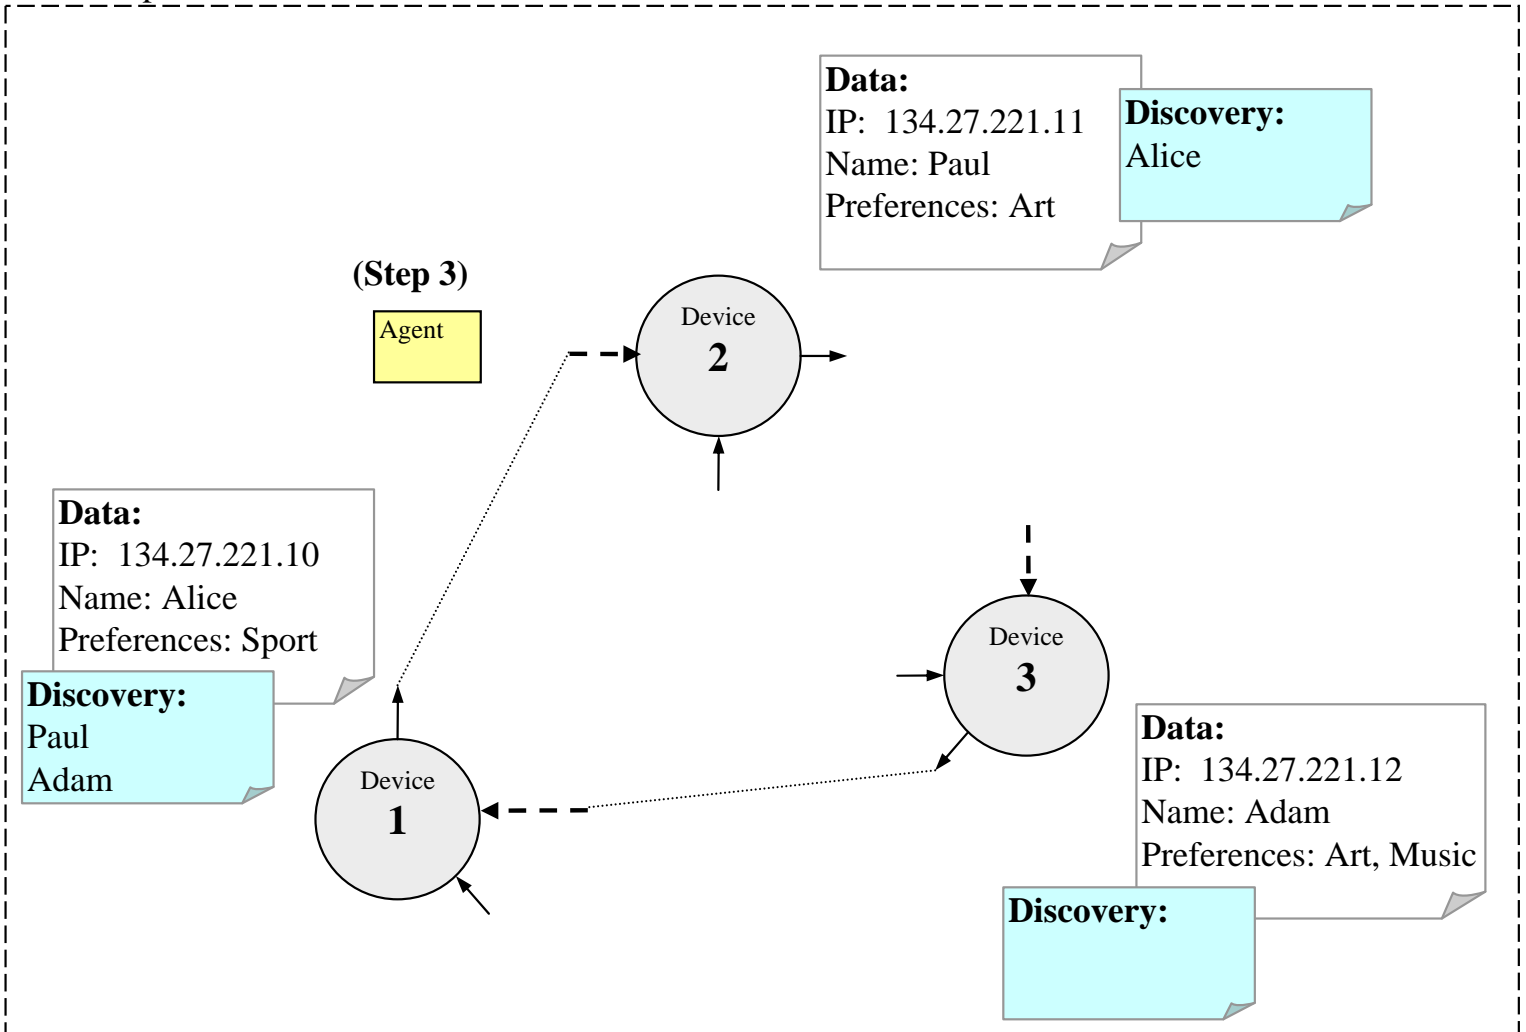 Data:
IP: 134.27.221.11
Name: Paul
Preferences: Art
Discovery:
Alice
(Step 3)
Agent
Device
2
Data:
IP: 134.27.221.10
Name: Alice
Preferences: Sport
Discovery:
Paul
Adam
Device
1
Device
3
Data:
IP: 134.27.221.12
Name: Adam
Preferences: Art, Music
Discovery: